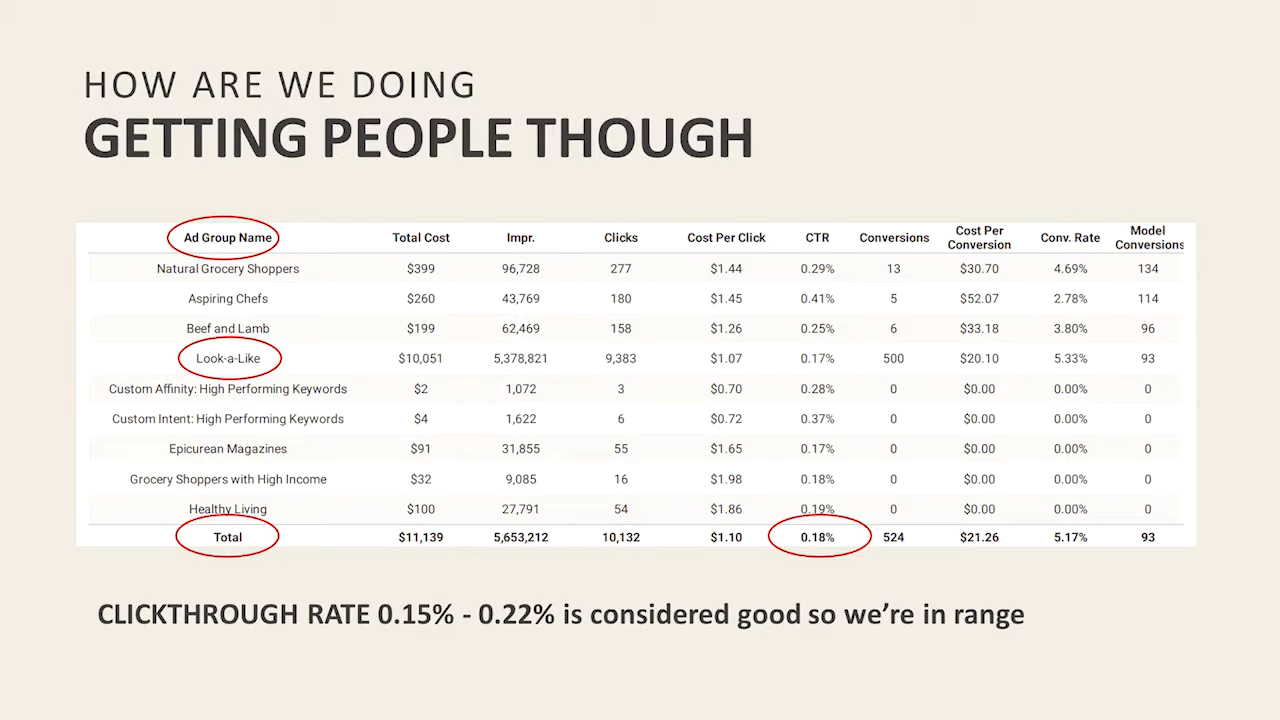 HOW ARE WE DOING
GETTING PEOPLE THOUGH
Ad Group Name Total Cost Impr. Clicks Cost Per Click CTR Conversions Cost Per Conversion Conv. Rate Model Conversions
Natural Grocery Shoppers $399 96,728 277 $1.44 0.29% 13 $30.70 4.69% 134
Aspiring Chefs $260 43,769 180 $1.45 0.41% 5 $52.07 2.78% 114
Beef and Lamb $199 62,469 158 $1.26 0.25% 6 $33.18 3.80% 96
Look-a-Like $10,051 5,378,821 9,383 $1.07 0.17% 500 $20.10 5.33% 93
Custom Affinity: High Performing Keywords $2 1,072 3 $0.70 0.28% 0 $0.00 0.00% 0
Custom Intent: High Performing Keywords $4 1,622 6 $0.72 0.37% 0 $0.00 0.00% 0
Epicurean Magazines $91 31,855 55 $1.65 0.17% 0 $0.00 0.00% 0
Grocery Shoppers with High Income $32 9,085 16 $1.98 0.18% 0 $0.00 0.00% 0
Healthy Living $100 27,791 54 $1.86 0.19% 0 $0.00 0.00% 0
Total $11,139 5,653,212 10,132 $1.10 0.18% 524 $21.26 5.17% 93
CLICKTHROUGH RATE 0.15% - 0.22% is considered good so we’re in range